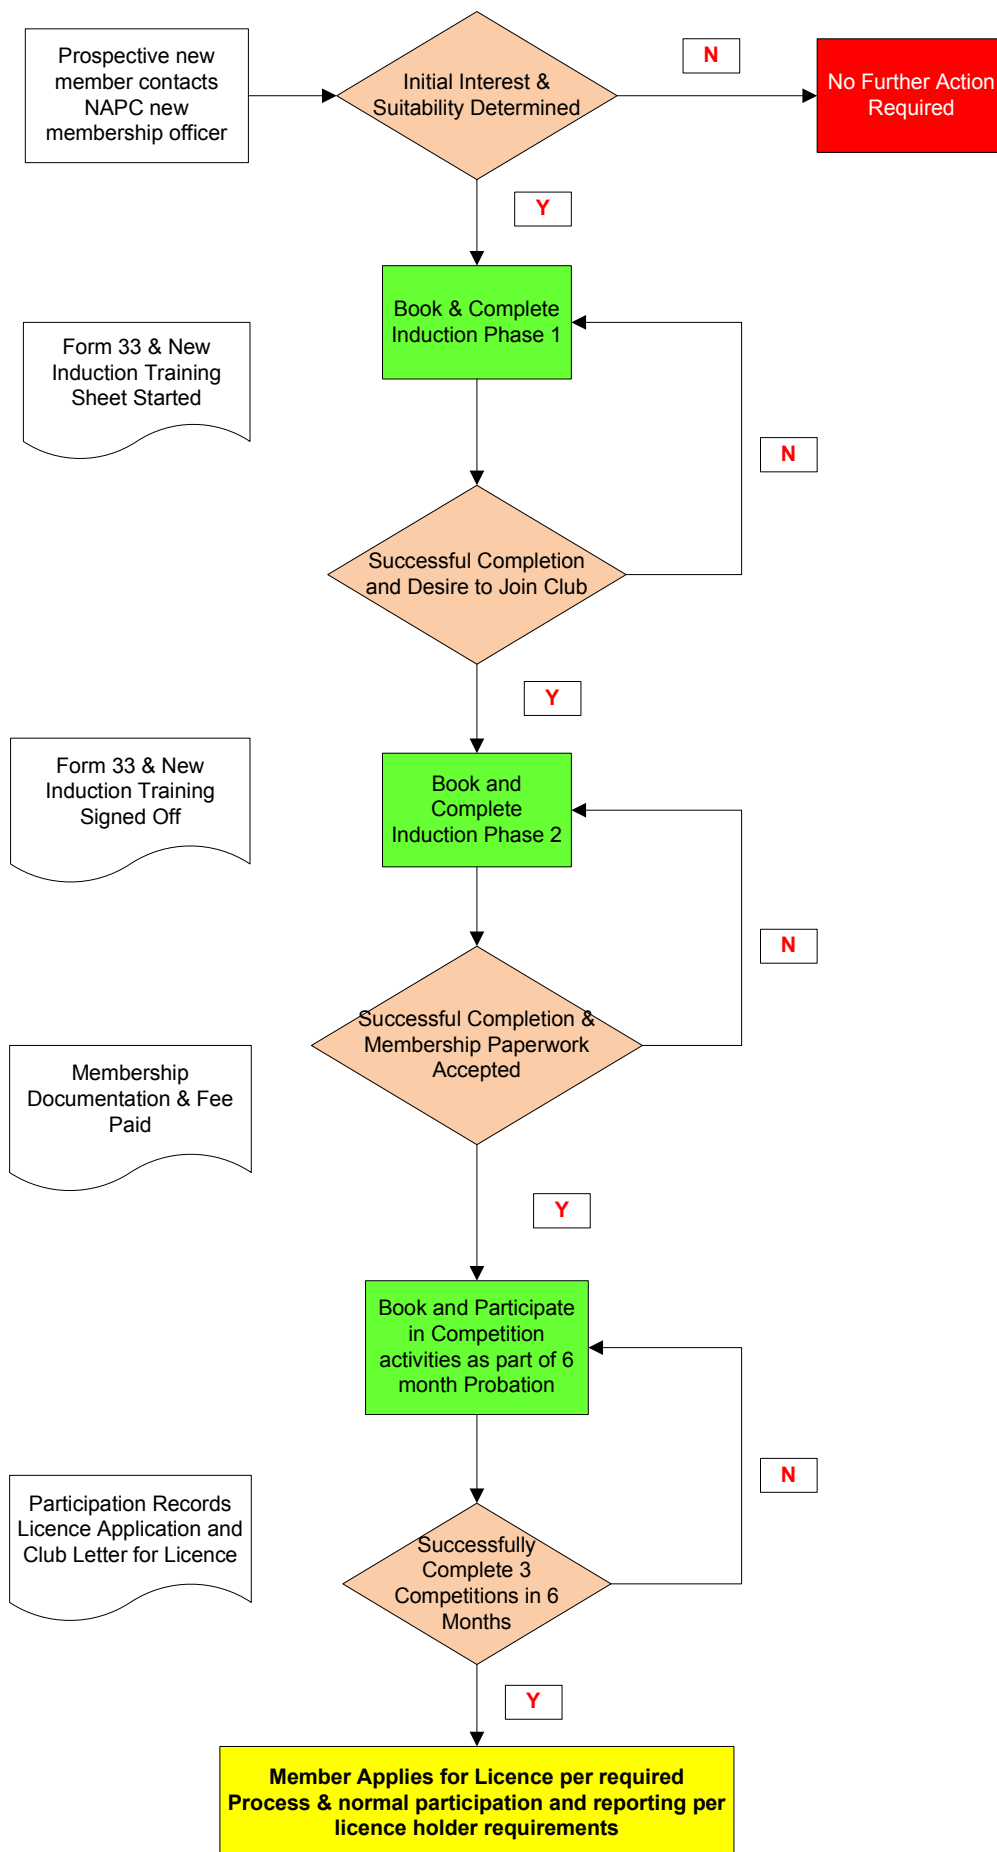 Prospective new
member contacts
NAPC new
membership officer
Initial Interest &
Suitability Determined
N
No Further Action
Required
Y
Book & Complete
Induction Phase 1
Form 33 & New
Induction Training
Sheet Started
N
Successful Completion
and Desire to Join Club
Y
Form 33 & New
Induction Training
Signed Off
Book and
Complete
Induction Phase 2
N
Successful Completion &
Membership Paperwork
Accepted
Membership
Documentation & Fee
Paid
Y
Book and Participate
in Competition
activities as part of 6
month Probation
N
Participation Records
Licence Application and
Club Letter for Licence
Successfully
Complete 3
Competitions in 6
Months
Y
Member Applies for Licence per required
Process & normal participation and reporting per
licence holder requirements